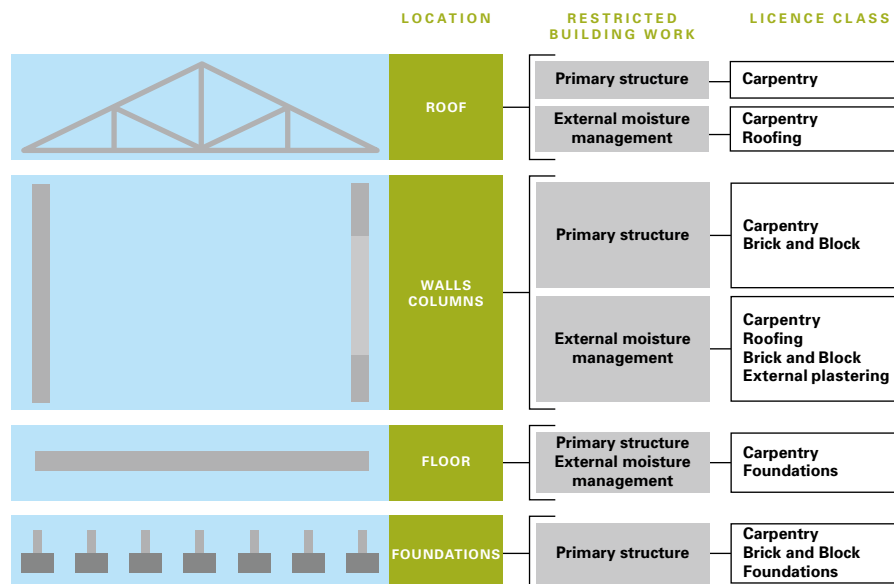 LOCATION
RESTRICTED
BUILDING WORK
LICENCE CLASS
ROOF
Primary structure
Carpentry
External moisture
management
Carpentry
Roofing
WALLS
COLUMNS
Primary structure
Carpentry
Brick and Block
External moisture
management
Carpentry
Roofing
Brick and Block
External plastering
FLOOR
Primary structure
External moisture
management
Carpentry
Foundations
FOUNDATIONS
Primary structure
Carpentry
Brick and Block
Foundations